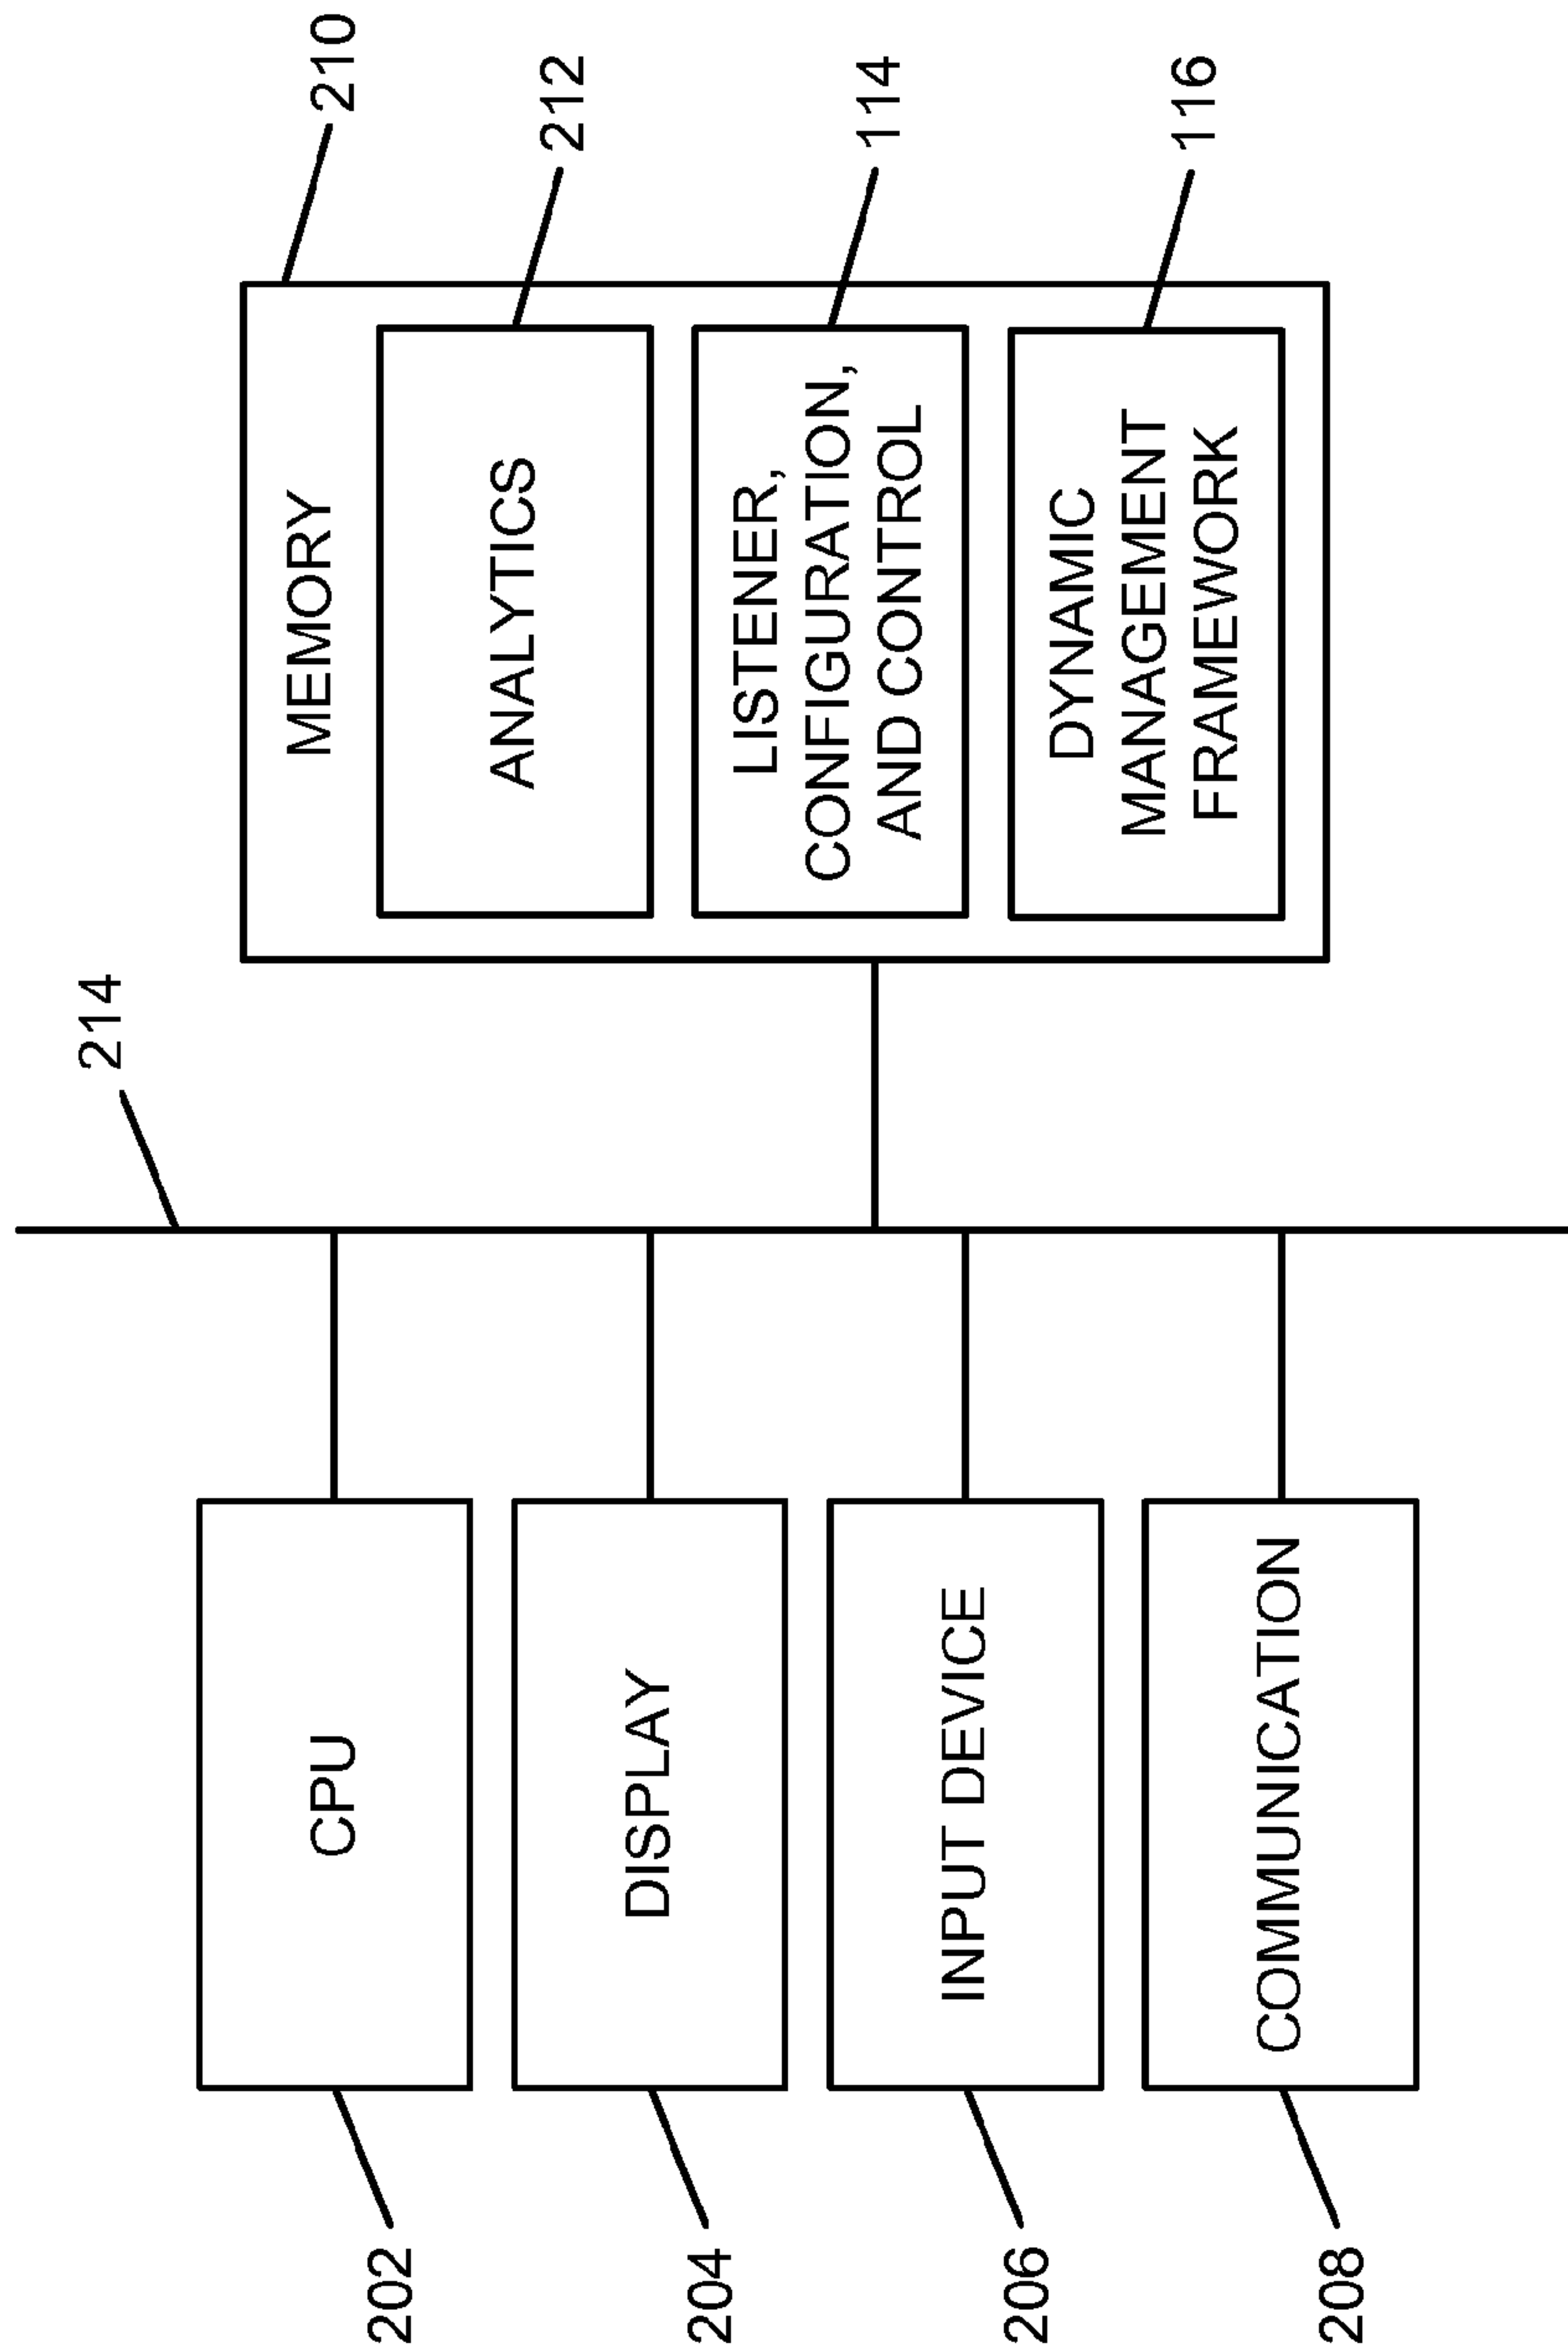 214
202
CPU
204
DISPLAY
206
INPUT DEVICE
208
COMMUNICATION
MEMORY
210
ANALYTICS
212
LISTENER,
CONFIGURATION,
AND CONTROL
114
DYNAMIC
MANAGEMENT
FRAMEWORK
116